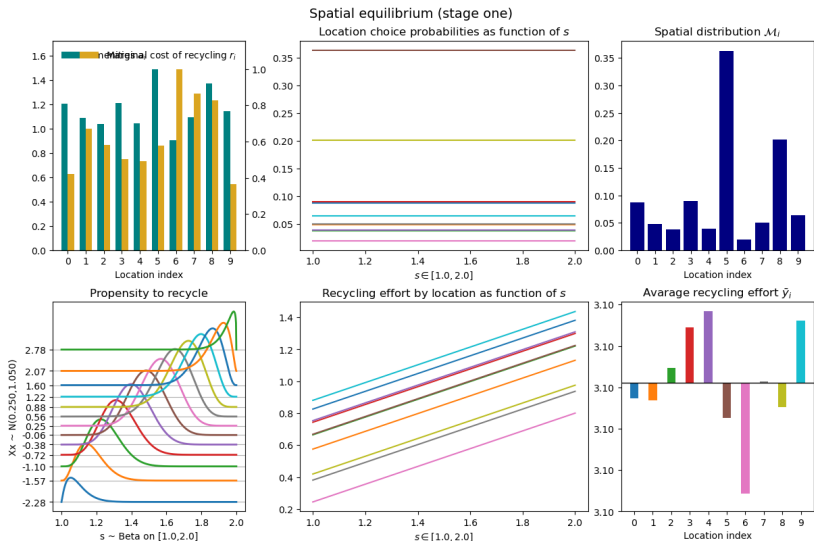 Spatial equilibrium (stage one)
Marginal cost of recycling rᵢ
1.6
1.4
1.2
1.0
0.8
0.6
0.4
0.2
0.0
1.0
0.8
0.6
0.4
0.2
0.0
0 1 2 3 4 5 6 7 8 9
Location index
Location choice probabilities as function of s
0.35
0.30
0.25
0.20
0.15
0.10
0.05
1.0 1.2 1.4 1.6 1.8 2.0
s ∈ [1.0, 2.0]
Spatial distribution ℳᵢ
0.35
0.30
0.25
0.20
0.15
0.10
0.05
0.00
0 1 2 3 4 5 6 7 8 9
Location index
Propensity to recycle
Xx ~ N(0.250,1.050)
2.78
2.07
1.60
1.22
0.88
0.56
0.25
-0.06
-0.38
-0.72
-1.10
-1.57
-2.28
1.0 1.2 1.4 1.6 1.8 2.0
s ~ Beta on [1.0,2.0]
Recycling effort by location as function of s
1.4
1.2
1.0
0.8
0.6
0.4
0.2
1.0 1.2 1.4 1.6 1.8 2.0
s ∈ [1.0, 2.0]
Avarage recycling effort ȳᵢ
3.10
3.10
3.10
3.10
3.10
3.10
0 1 2 3 4 5 6 7 8 9
Location index